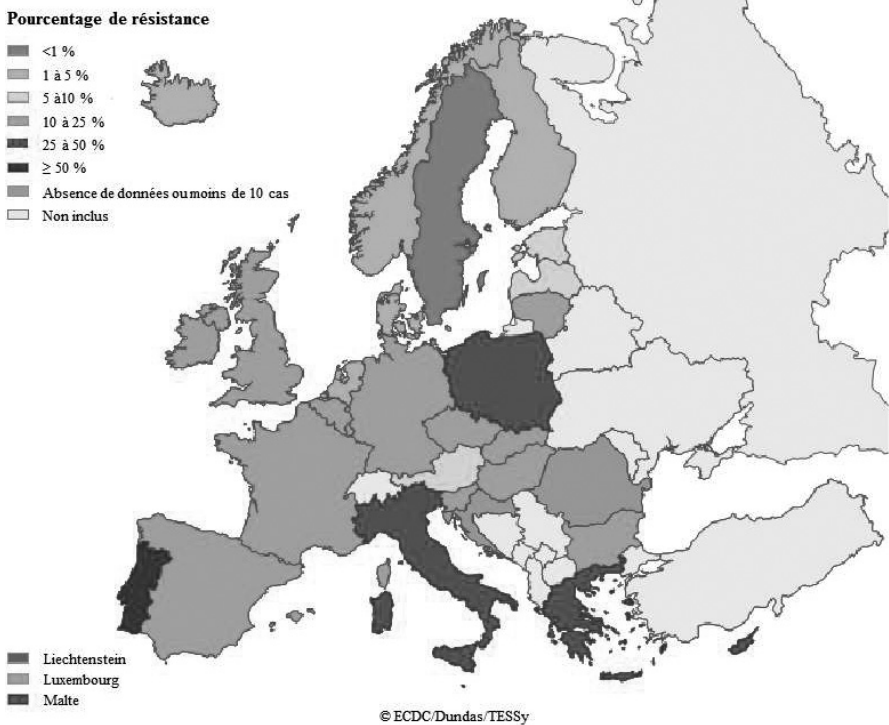 Pourcentage de résistance
<1 %
1 à 5 %
5 à10 %
10 à 25 %
25 à 50 %
≥ 50 %
Absence de données ou moins de 10 cas
Non inclus
Liechtenstein
Luxembourg
Malte
© ECDC/Dundas/TESSy